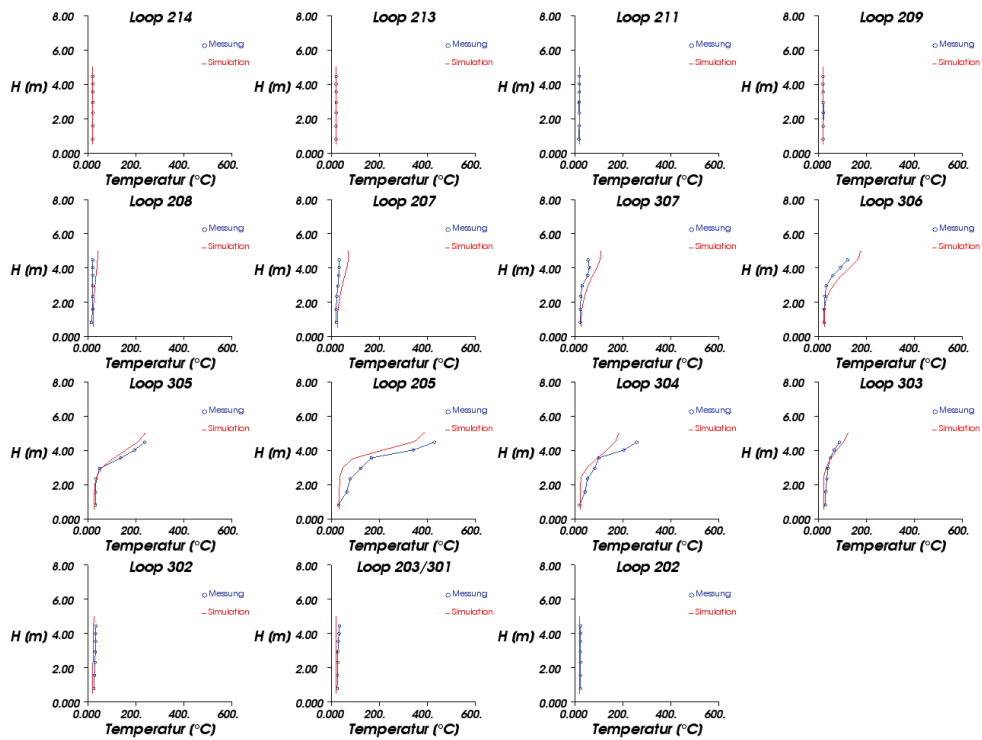 Loop 214
8.00
6.00
H (m) 4.00
2.00
0.000
0.000 200. 400. 600.
Temperatur (°C)
Messung
Simulation
Loop 213
8.00
6.00
H (m) 4.00
2.00
0.000
0.000 200. 400. 600.
Temperatur (°C)
Messung
Simulation
Loop 211
8.00
6.00
H (m) 4.00
2.00
0.000
0.000 200. 400. 600.
Temperatur (°C)
Messung
Simulation
Loop 209
8.00
6.00
H (m) 4.00
2.00
0.000
0.000 200. 400. 600.
Temperatur (°C)
Messung
Simulation
Loop 208
8.00
6.00
H (m) 4.00
2.00
0.000
0.000 200. 400. 600.
Temperatur (°C)
Messung
Simulation
Loop 207
8.00
6.00
H (m) 4.00
2.00
0.000
0.000 200. 400. 600.
Temperatur (°C)
Messung
Simulation
Loop 307
8.00
6.00
H (m) 4.00
2.00
0.000
0.000 200. 400. 600.
Temperatur (°C)
Messung
Simulation
Loop 306
8.00
6.00
H (m) 4.00
2.00
0.000
0.000 200. 400. 600.
Temperatur (°C)
Messung
Simulation
Loop 305
8.00
6.00
H (m) 4.00
2.00
0.000
0.000 200. 400. 600.
Temperatur (°C)
Messung
Simulation
Loop 205
8.00
6.00
H (m) 4.00
2.00
0.000
0.000 200. 400. 600.
Temperatur (°C)
Messung
Simulation
Loop 304
8.00
6.00
H (m) 4.00
2.00
0.000
0.000 200. 400. 600.
Temperatur (°C)
Messung
Simulation
Loop 303
8.00
6.00
H (m) 4.00
2.00
0.000
0.000 200. 400. 600.
Temperatur (°C)
Messung
Simulation
Loop 302
8.00
6.00
H (m) 4.00
2.00
0.000
0.000 200. 400. 600.
Temperatur (°C)
Messung
Simulation
Loop 203/301
8.00
6.00
H (m) 4.00
2.00
0.000
0.000 200. 400. 600.
Temperatur (°C)
Messung
Simulation
Loop 202
8.00
6.00
H (m) 4.00
2.00
0.000
0.000 200. 400. 600.
Temperatur (°C)
Messung
Simulation